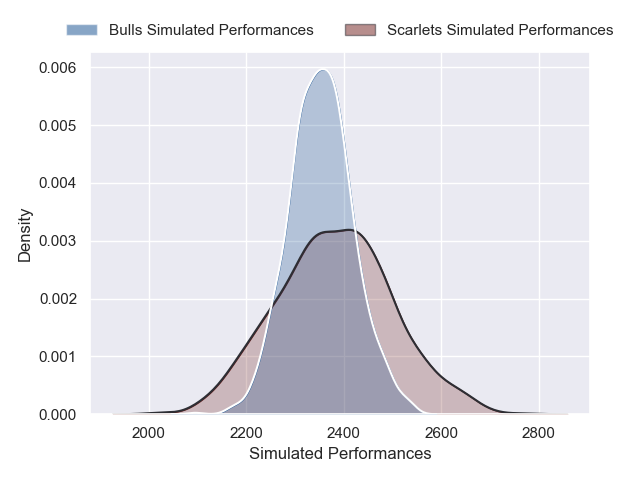 Bulls Simulated Performances
Scarlets Simulated Performances
0.006
0.005
0.004
0.003
0.002
0.001
0.000
Density
2000 2200 2400 2600 2800
Simulated Performances